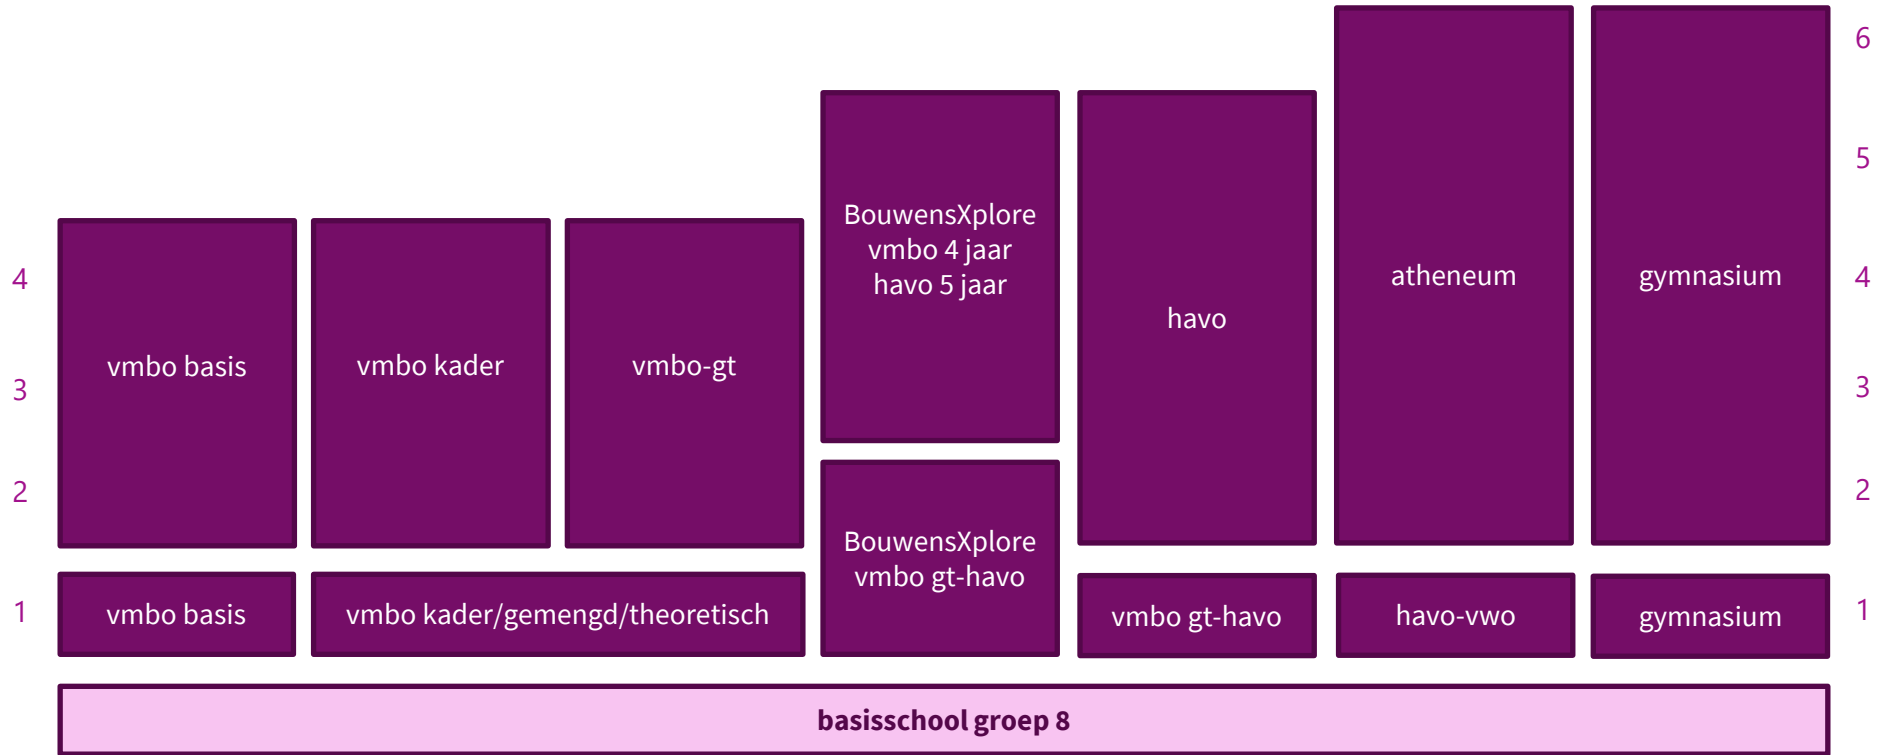 6
5
4
3
2
1
4
3
2
1
BouwensXplore
vmbo 4 jaar
havo 5 jaar
atheneum
gymnasium
havo
vmbo basis
vmbo kader
vmbo-gt
BouwensXplore
vmbo gt-havo
vmbo basis
vmbo kader/gemengd/theoretisch
vmbo gt-havo
havo-vwo
gymnasium
basisschool groep 8